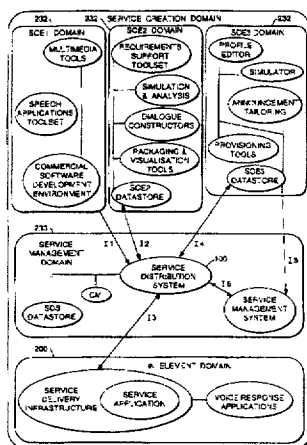 232 232 SERVICE CREATION DOMAIN 232
SCE1 DOMAIN
MULTIMEDIA
TOOLS
SPEECH
APPLICATIONS
TOOLSET
COMMERCIAL
SOFTWARE
DEVELOPMENT
ENVIRONMENT
SCE2 DOMAIN
REQUIREMENTS
SUPPORT
TOOLSET
SIMULATION
& ANALYSIS
DIALOGUE
CONSTRUCTORS
PACKAGING &
VISUALISATION
TOOLS
SCE2
DATASTORE
SCE3 DOMAIN
PROFILE
EDITOR
SIMULATOR
ANNOUNCEMENT
TAILORING
PROVISIONING
TOOLS
SCE3
DATASTORE
I1 I2 I4
233
SERVICE
MANAGEMENT
DOMAIN
100
SERVICE
DISTRIBUTION
SYSTEM
I5
I6
SDS
DATASTORE
SERVICE
MANAGEMENT
SYSTEM
I3
200
ELEMENT DOMAIN
SERVICE
DELIVERY
INFRASTRUCTURE
SERVICE
APPLICATION
VOICE RESPONSE
APPLICATIONS